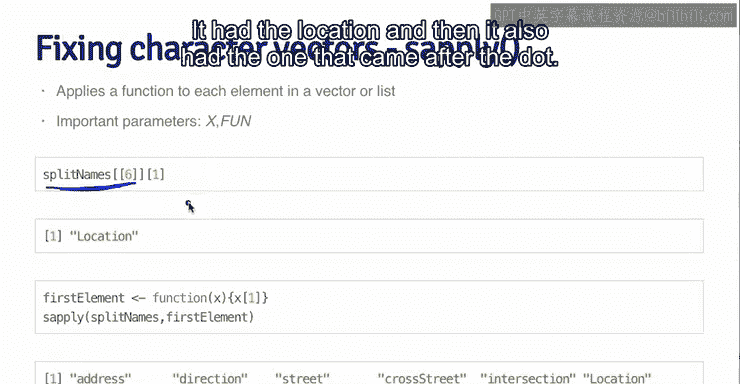 It had the location and then it also
had the one that came after the dot.
Fixing character vectors - sapply()
• Applies a function to each element in a vector or list
• Important parameters: X,FUN
splitNames[[6]][1]
[1] "Location"
firstElement <- function(x){x[1]}
sapply(splitNames,firstElement)
[1] "address" "direction" "street" "crossStreet" "intersection" "Location"